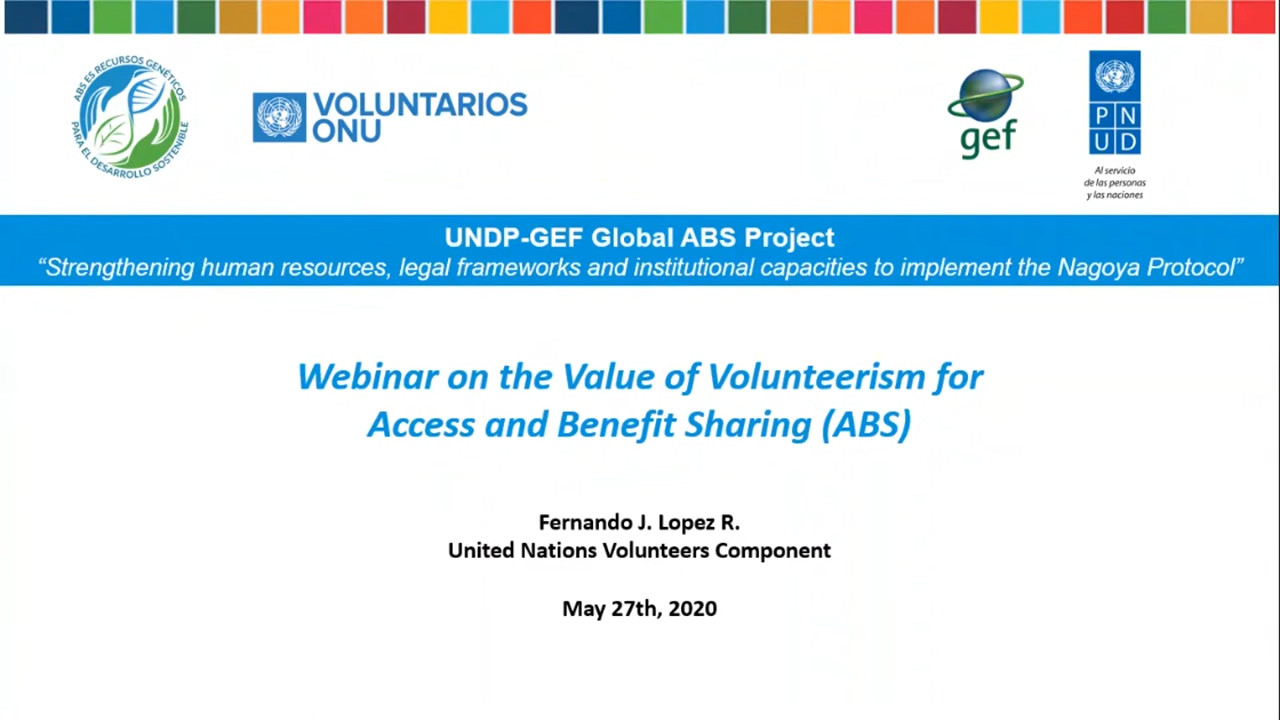 ABS ES RECURSOS GENÉTICOS
PARA EL DESARROLLO SOSTENIBLE
VOLUNTARIOS
ONU
gef
P N
U D
Al servicio
de las personas
y las naciones
UNDP-GEF Global ABS Project
“Strengthening human resources, legal frameworks and institutional capacities to implement the Nagoya Protocol”
Webinar on the Value of Volunteerism for
Access and Benefit Sharing (ABS)
Fernando J. Lopez R.
United Nations Volunteers Component
May 27th, 2020